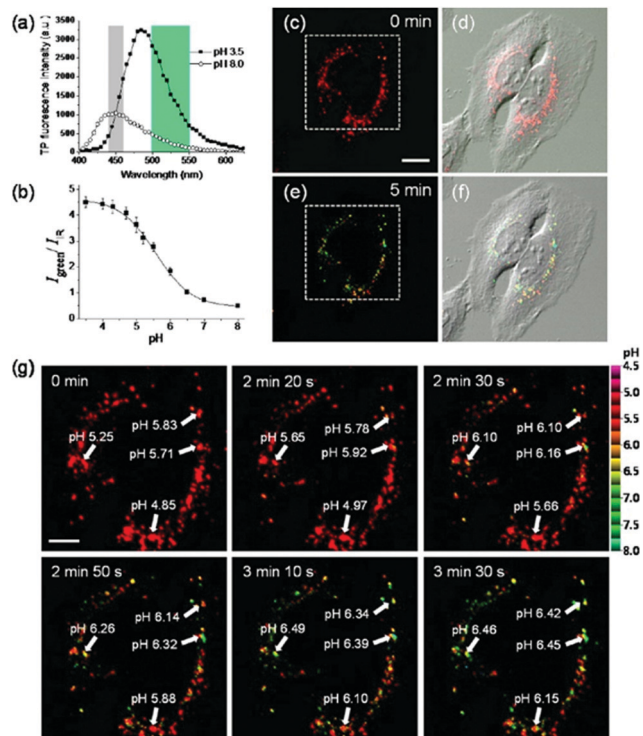 (a)
TP fluorescence intensity (a.u.)
3500
3000
2500
2000
1500
1000
500
0
pH 3.5
pH 8.0
400 450 500 550 600
Wavelength (nm)
(b)
Igreen / IIR
5
4
3
2
1
0
4 5 6 7 8
pH
(c) 0 min
(d)
(e) 5 min
(f)
(g)
0 min
pH 5.83
pH 5.25
pH 5.71
pH 4.85
2 min 20 s
pH 5.78
pH 5.65
pH 5.92
pH 4.97
2 min 30 s
pH 6.10
pH 6.10
pH 6.16
pH 5.66
pH
4.5
5.0
5.5
6.0
6.5
7.0
7.5
8.0
2 min 50 s
pH 6.14
pH 6.26
pH 6.32
pH 5.88
3 min 10 s
pH 6.34
pH 6.49
pH 6.39
pH 6.10
3 min 30 s
pH 6.42
pH 6.46
pH 6.45
pH 6.15